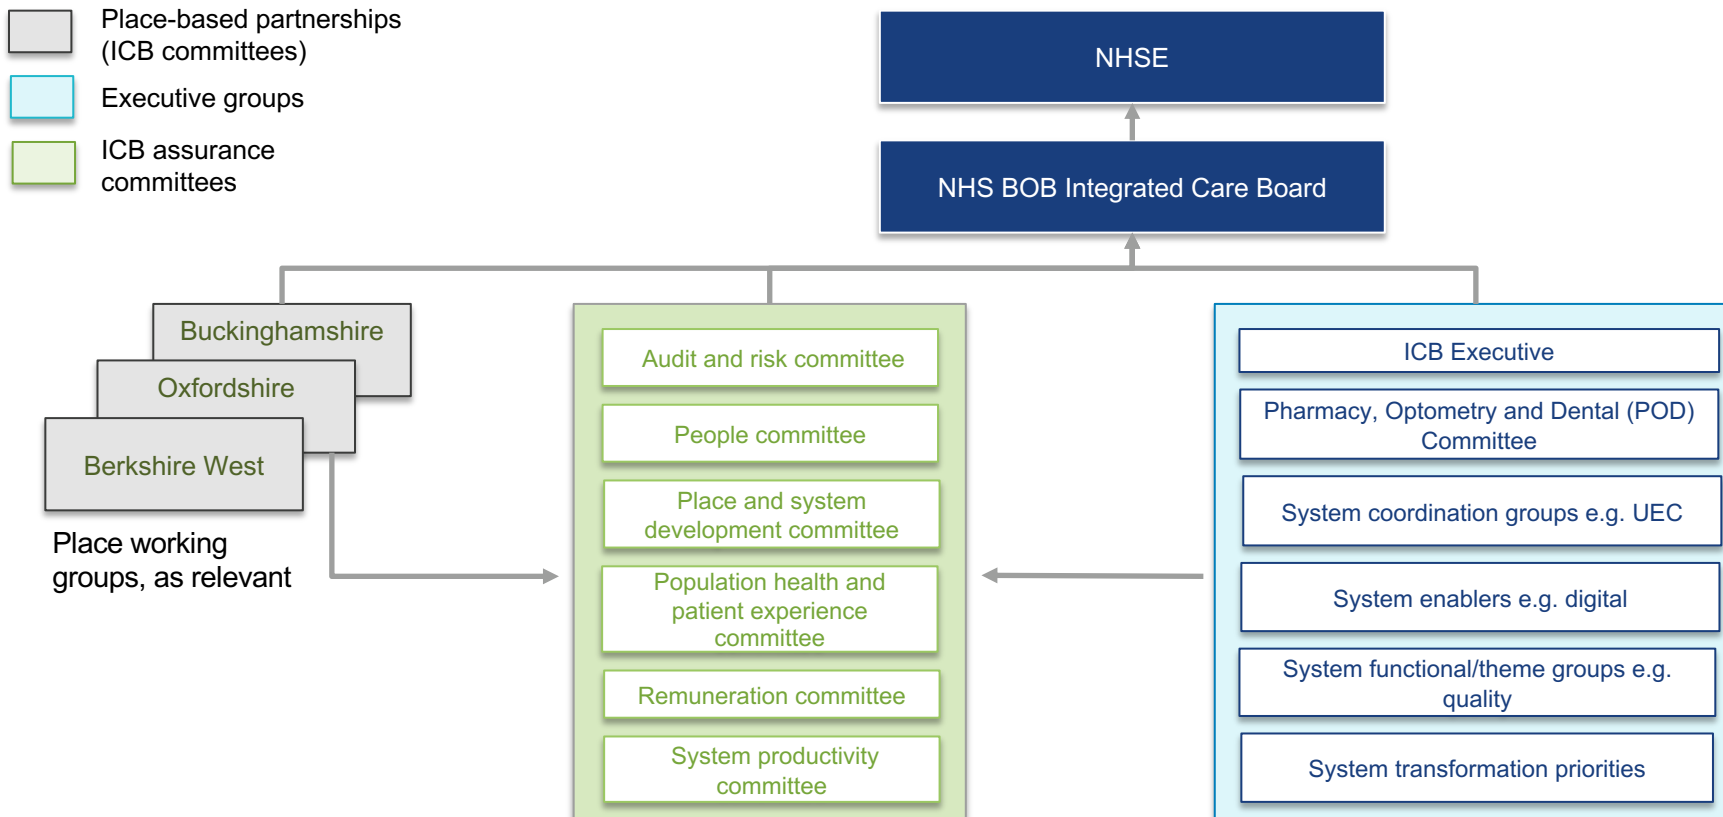 Place-based partnerships
(ICB committees)
Executive groups
ICB assurance
committees
NHSE
NHS BOB Integrated Care Board
Buckinghamshire
Oxfordshire
Berkshire West
Place working
groups, as relevant
Audit and risk committee
People committee
Place and system
development committee
Population health and
patient experience
committee
Remuneration committee
System productivity
committee
ICB Executive
Pharmacy, Optometry and Dental (POD)
Committee
System coordination groups e.g. UEC
System enablers e.g. digital
System functional/theme groups e.g.
quality
System transformation priorities